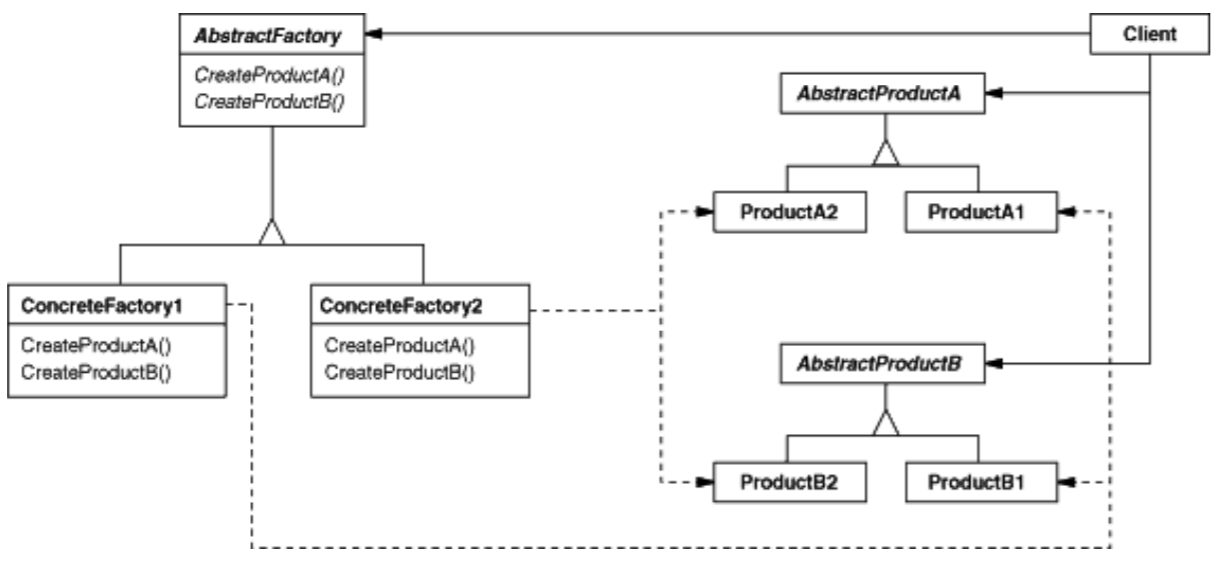 AbstractFactory
CreateProductA()
CreateProductB()
Client
AbstractProductA
ProductA2
ProductA1
ConcreteFactory1
CreateProductA()
CreateProductB()
ConcreteFactory2
CreateProductA()
CreateProductB()
AbstractProductB
ProductB2
ProductB1